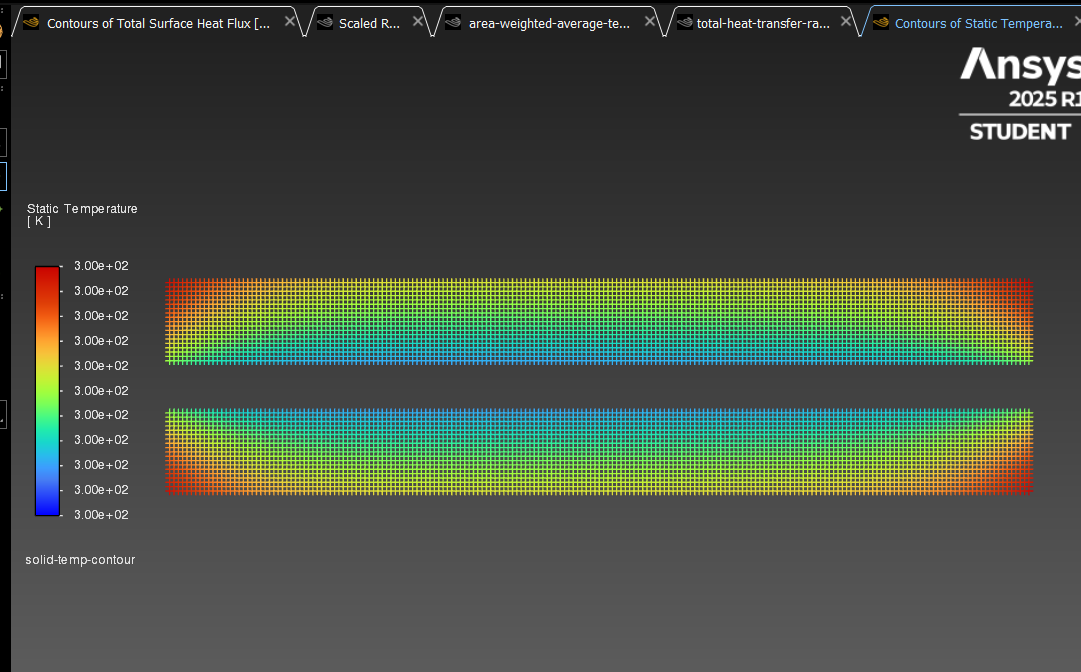 Contours of Total Surface Heat Flux [...
Scaled R...
area-weighted-average-te...
total-heat-transfer-ra...
Contours of Static Tempera...
Ansys
2025 R1
STUDENT
Static Temperature
[ K ]
3.00e+02
3.00e+02
3.00e+02
3.00e+02
3.00e+02
3.00e+02
3.00e+02
3.00e+02
3.00e+02
3.00e+02
3.00e+02
solid-temp-contour